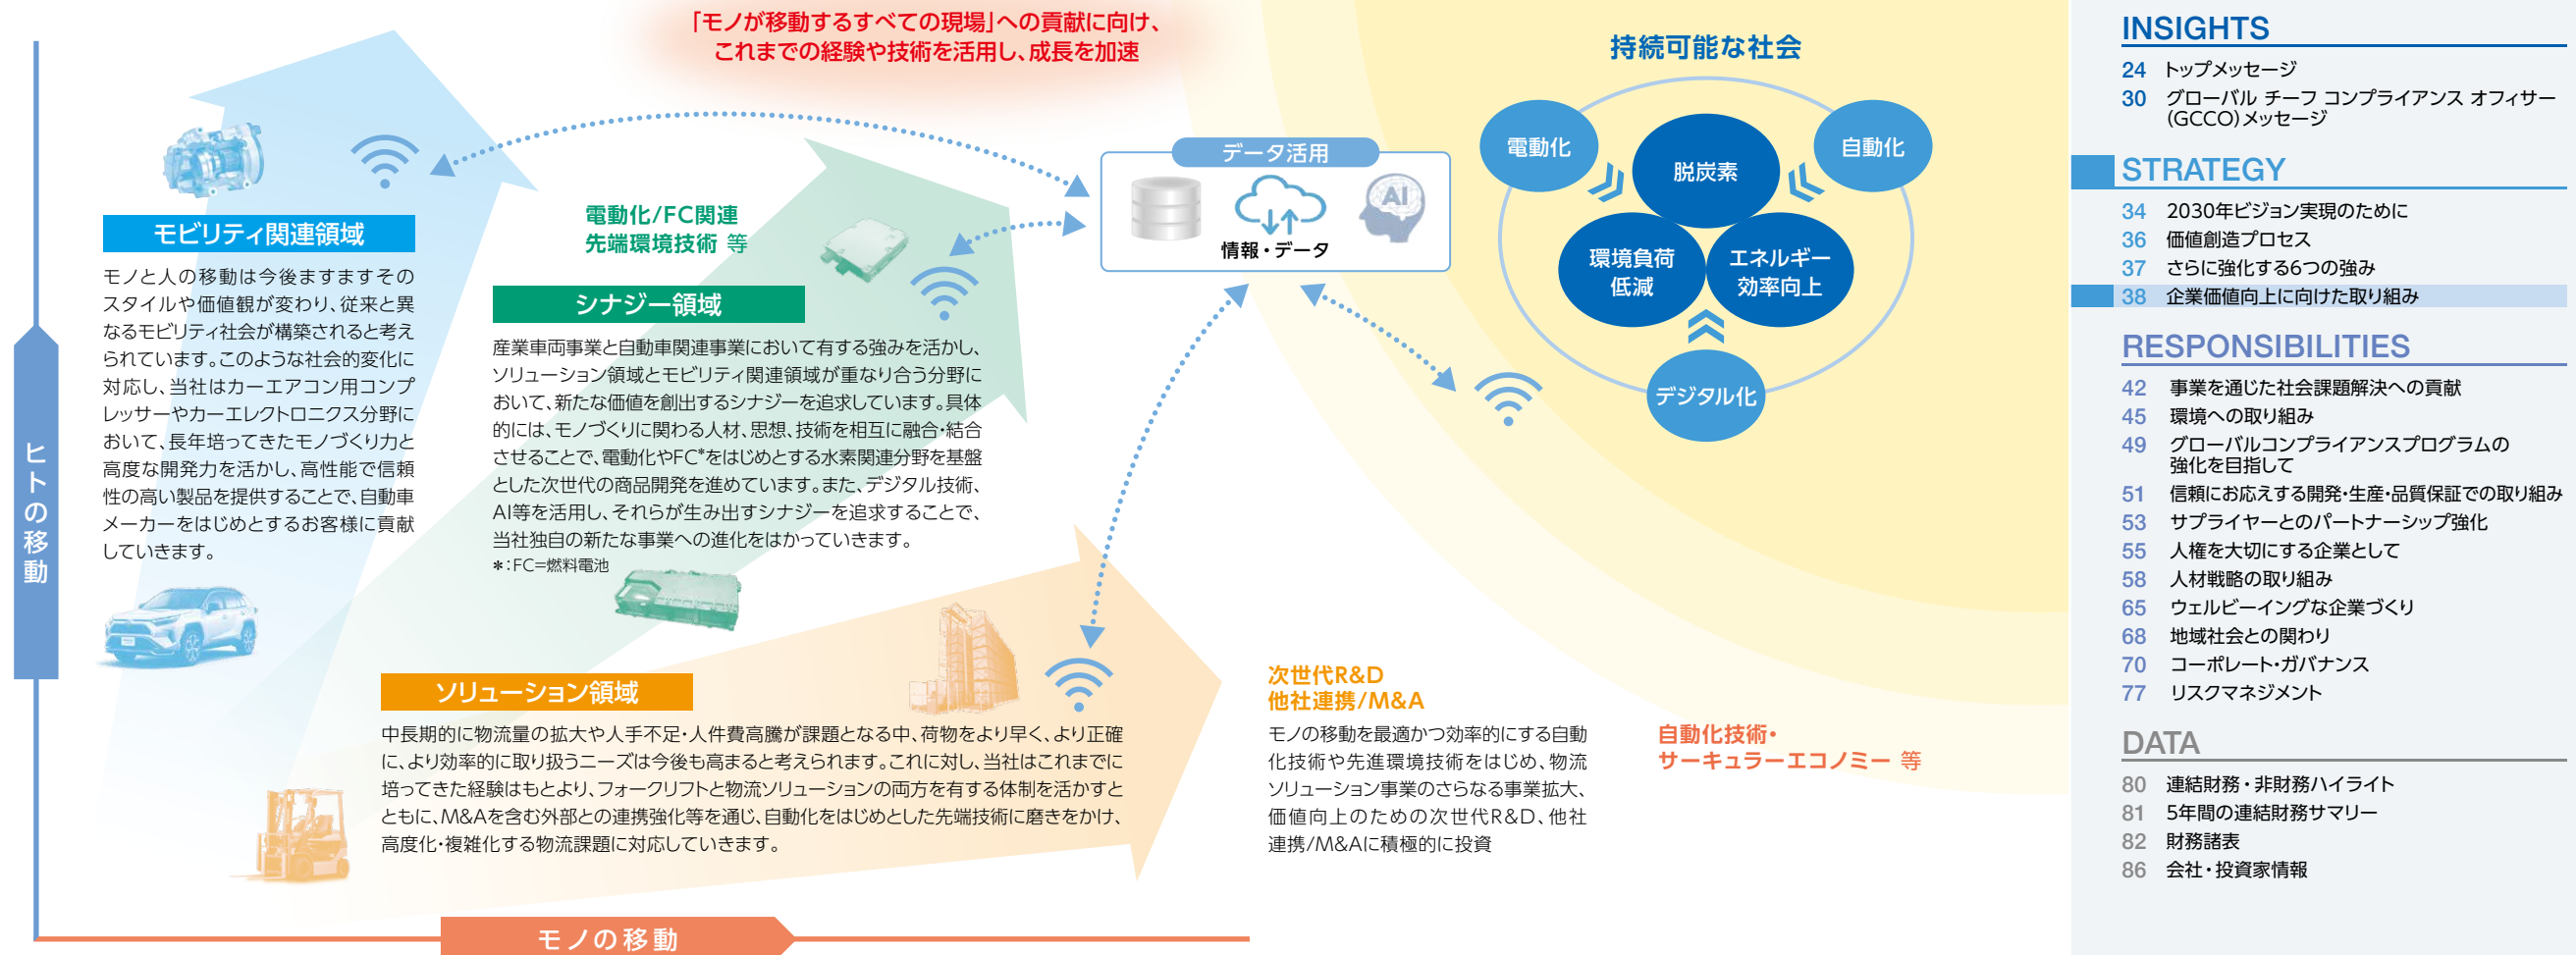 「モノが移動するすべての現場」への貢献に向け、
これまでの経験や技術を活用し、成長を加速
ヒトの移動
モビリティ関連領域
モノと人の移動は今後ますますその
スタイルや価値観が変わり、従来と異
なるモビリティ社会が構築されると考え
られています。このような社会的変化に
対応し、当社はカーエアコン用コンプ
レッサーやカーエレクトロニクス分野に
おいて、長年培ってきたモノづくり力と
高度な開発力を活かし、高性能で信頼
性の高い製品を提供することで、自動車
メーカーをはじめとするお客様に貢献
していきます。
電動化/FC関連
先端環境技術 等
シナジー領域
産業車両事業と自動車関連事業において有する強みを活かし、
ソリューション領域とモビリティ関連領域が重なり合う分野に
おいて、新たな価値を創出するシナジーを追求しています。具体
的には、モノづくりに関わる人材、思想、技術を相互に融合・結合
させることで、電動化やFC*をはじめとする水素関連分野を基盤
とした次世代の商品開発を進めています。また、デジタル技術、
AI等を活用し、それらが生み出すシナジーを追求することで、
当社独自の新たな事業への進化をはかっていきます。
*:FC=燃料電池
ソリューション領域
中長期的に物流量の拡大や人手不足・人件費高騰が課題となる中、荷物をより早く、より正確
に、より効率的に取り扱うニーズは今後も高まると考えられます。これに対し、当社はこれまでに
培ってきた経験はもとより、フォークリフトと物流ソリューションの両方を有する体制を活かすと
ともに、M&Aを含む外部との連携強化等を通じ、自動化をはじめとした先端技術に磨きをかけ、
高度化・複雑化する物流課題に対応していきます。
モノの移動
データ活用
AI
情報・データ
持続可能な社会
電動化
自動化
脱炭素
環境負荷
低減
エネルギー
効率向上
デジタル化
次世代R&D
他社連携/M&A
モノの移動を最適かつ効率的にする自動
化技術や先進環境技術をはじめ、物流
ソリューション事業のさらなる事業拡大、
価値向上のための次世代R&D、他社
連携/M&Aに積極的に投資
自動化技術・
サーキュラーエコノミー 等
INSIGHTS
24 トップメッセージ
30 グローバル チーフ コンプライアンス オフィサー
(GCCO)メッセージ
STRATEGY
34 2030年ビジョン実現のために
36 価値創造プロセス
37 さらに強化する6つの強み
38 企業価値向上に向けた取り組み
RESPONSIBILITIES
42 事業を通じた社会課題解決への貢献
45 環境への取り組み
49 グローバルコンプライアンスプログラムの
強化を目指して
51 信頼にお応えする開発・生産・品質保証での取り組み
53 サプライヤーとのパートナーシップ強化
55 人権を大切にする企業として
58 人材戦略の取り組み
65 ウェルビーイングな企業づくり
68 地域社会との関わり
70 コーポレート・ガバナンス
77 リスクマネジメント
DATA
80 連結財務・非財務ハイライト
81 5年間の連結財務サマリー
82 財務諸表
86 会社・投資家情報